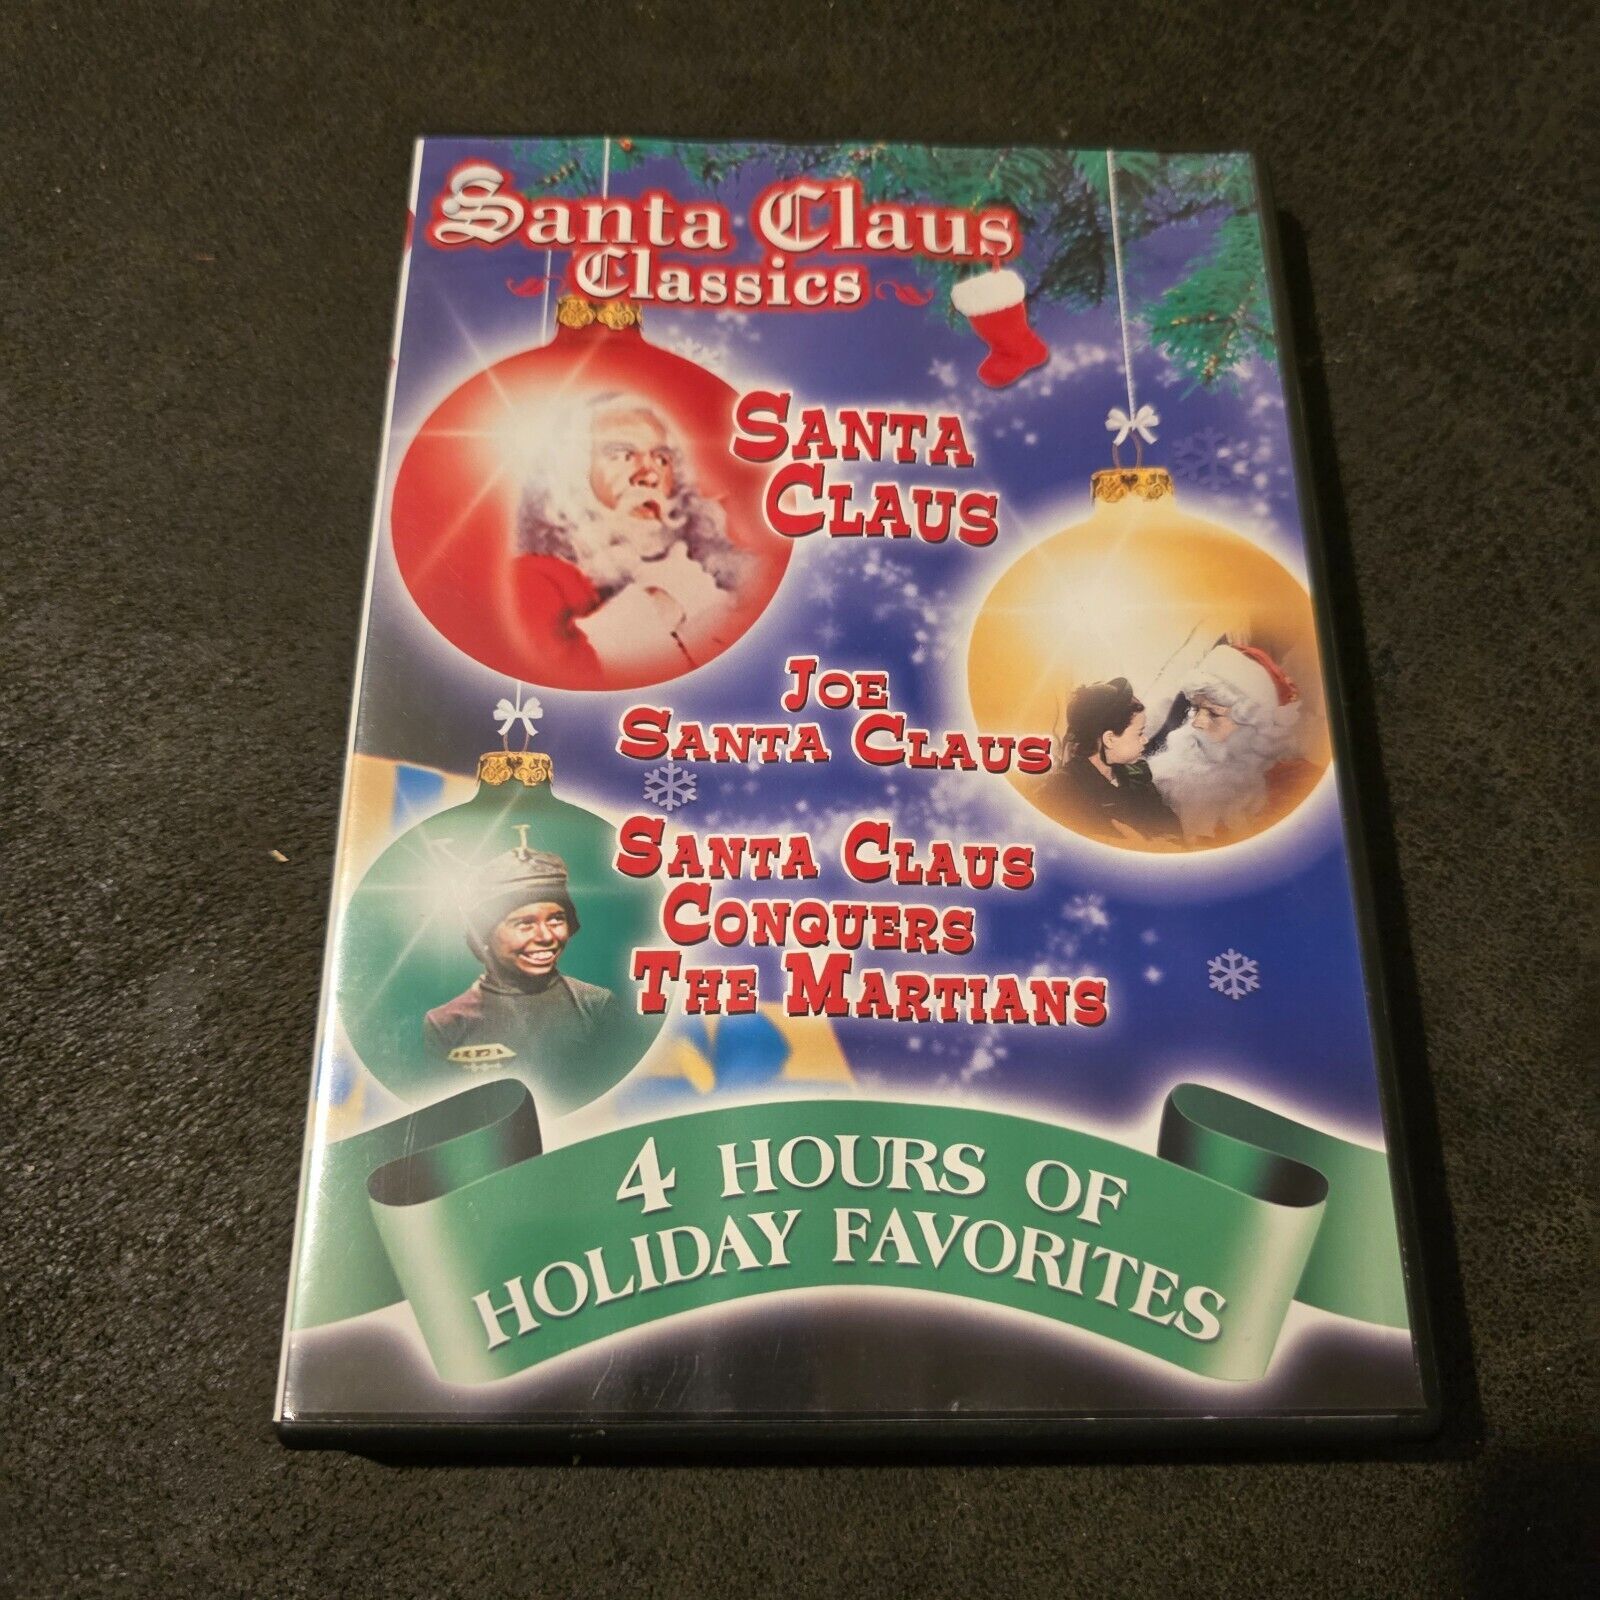 Santa Claus
Classics
SANTA
CLAUS
JOE
SANTA CLAUS
SANTA CLAUS
CONQUERS
THE MARTIANS
4 HOURS OF
HOLIDAY FAVORITES